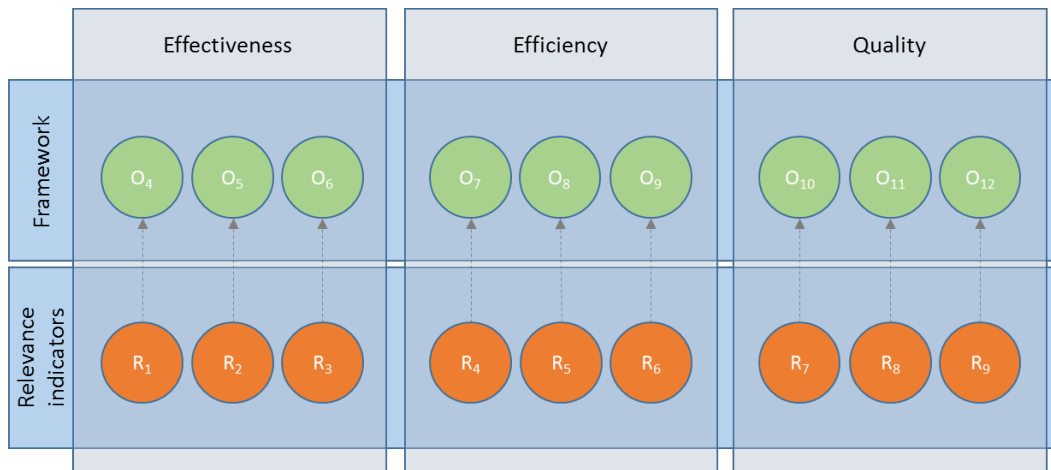 Effectiveness
Efficiency
Quality
Framework
O₄ O₅ O₆ O₇ O₈ O₉ O₁₀ O₁₁ O₁₂
Relevance
indicators
R₁ R₂ R₃ R₄ R₅ R₆ R₇ R₈ R₉